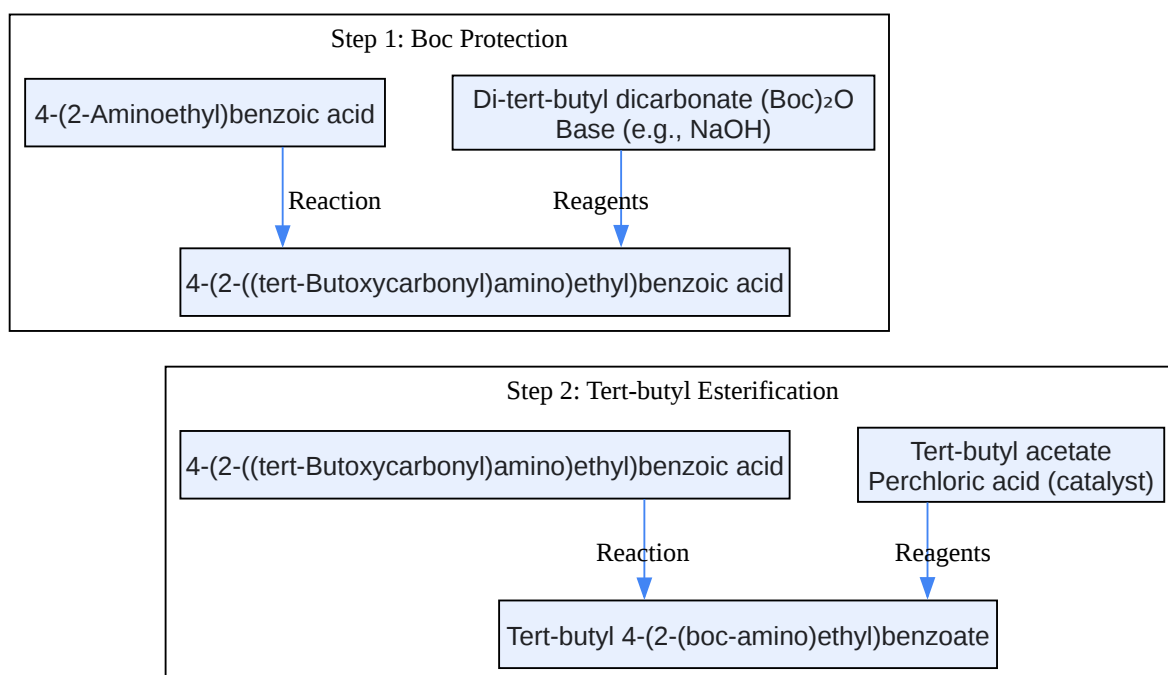 Step 1: Boc Protection
4-(2-Aminoethyl)benzoic acid
Di-tert-butyl dicarbonate (Boc)₂O
Base (e.g., NaOH)
Reaction
Reagents
4-(2-((tert-Butoxycarbonyl)amino)ethyl)benzoic acid
Step 2: Tert-butyl Esterification
4-(2-((tert-Butoxycarbonyl)amino)ethyl)benzoic acid
Tert-butyl acetate
Perchloric acid (catalyst)
Reaction
Reagents
Tert-butyl 4-(2-(boc-amino)ethyl)benzoate